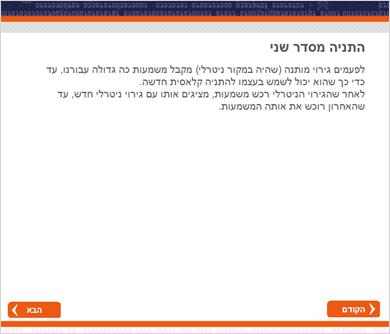 התניה מסדר שני
לפעמים גירוי מותנה (שהיה במקור ניטרלי) מקבל משמעות כה גדולה עבורנו, עד
כדי כך שהוא יכול לשמש בעצמו להתניה קלאסית חדשה.
לאחר שהגירוי הניטרלי רכש משמעות, מציגים אותו עם גירוי ניטרלי חדש, עד
שהאחרון רוכש את אותה המשמעות.
הקודם
הבא